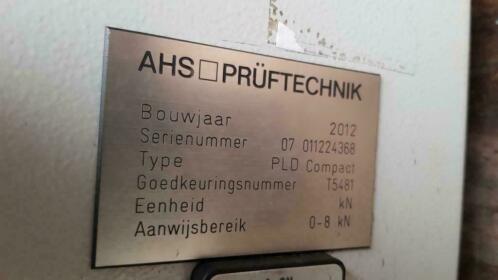 AHS□PRÜFTECHNIK
Bouwjaar 2012
Serienummer 07 011224368
Type PLD Compact
Goedkeuringsnummer T5481
Eenheid kN
Aanwijsbereik 0-8 kN